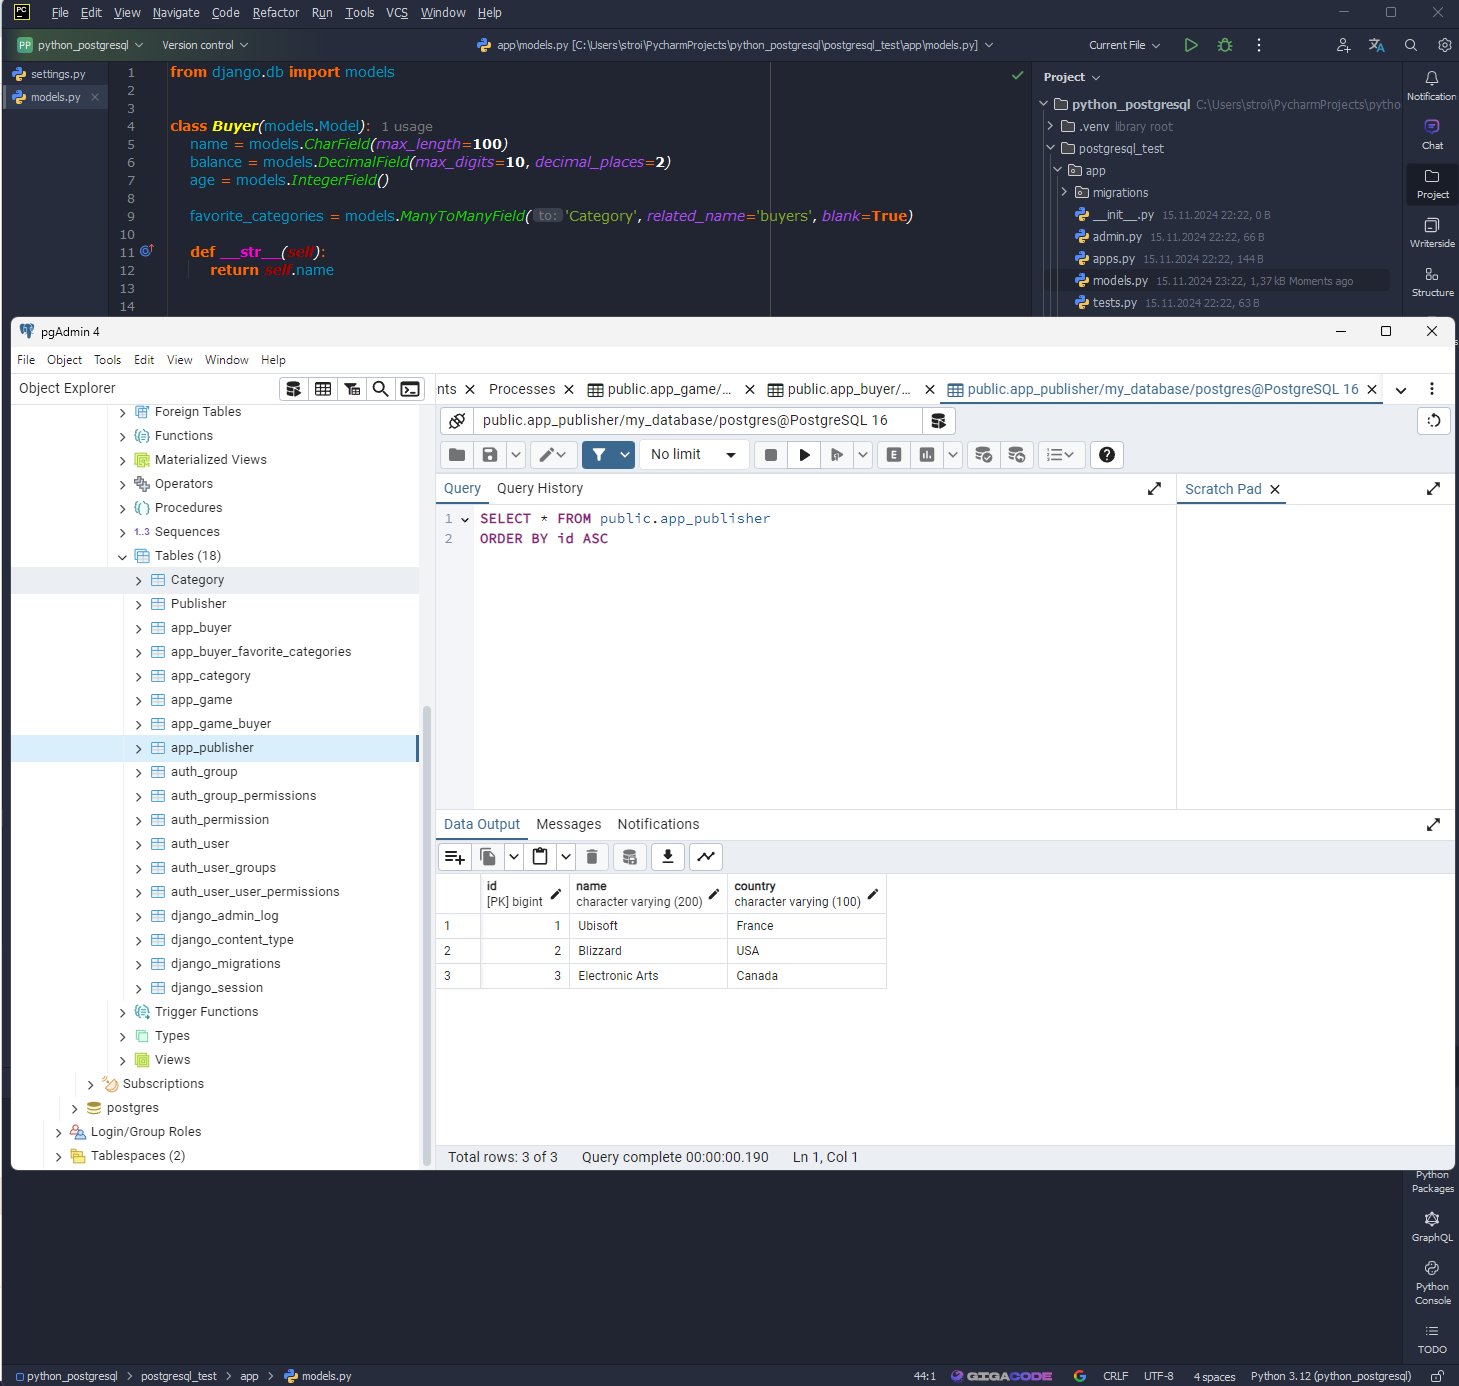 PC File Edit View Navigate Code Refactor Run Tools VCS Window Help
PP python_postgresql Version control app\models.py [C:\Users\stroi\PycharmProjects\python_postgresql\postgresql_test\app\models.py] Current File
settings.py
models.py
1 from django.db import models
2
3
4 class Buyer(models.Model): 1 usage
5 name = models.CharField(max_length=100)
6 balance = models.DecimalField(max_digits=10, decimal_places=2)
7 age = models.IntegerField()
8
9 favorite_categories = models.ManyToManyField( to: 'Category', related_name='buyers', blank=True)
10
11 def __str__(self):
12 return self.name
13
14
Project
python_postgresql C:\Users\stroi\PycharmProjects\pytho
.venv library root
postgresql_test
app
migrations
__init__.py 15.11.2024 22:22, 0 B
admin.py 15.11.2024 22:22, 66 B
apps.py 15.11.2024 22:22, 144 B
models.py 15.11.2024 23:22, 1,37 kB Moments ago
tests.py 15.11.2024 22:22, 63 B
Notification
Chat
Project
Writerside
Structure
pgAdmin 4
File Object Tools Edit View Window Help
Object Explorer
Foreign Tables
Functions
Materialized Views
Operators
Procedures
1..3 Sequences
Tables (18)
Category
Publisher
app_buyer
app_buyer_favorite_categories
app_category
app_game
app_game_buyer
app_publisher
auth_group
auth_group_permissions
auth_permission
auth_user
auth_user_groups
auth_user_user_permissions
django_admin_log
django_content_type
django_migrations
django_session
Trigger Functions
Types
Views
Subscriptions
postgres
Login/Group Roles
Tablespaces (2)
nts Processes public.app_game/... public.app_buyer/... public.app_publisher/my_database/postgres@PostgreSQL 16
public.app_publisher/my_database/postgres@PostgreSQL 16
No limit E
Query Query History
Scratch Pad
1 SELECT * FROM public.app_publisher
2 ORDER BY id ASC
Data Output Messages Notifications
id name country
[PK] bigint character varying (200) character varying (100)
1 1 Ubisoft France
2 2 Blizzard USA
3 3 Electronic Arts Canada
Total rows: 3 of 3 Query complete 00:00:00.190 Ln 1, Col 1
Python
Packages
GraphQL
Python
Console
TODO
python_postgresql postgresql_test app models.py
44:1 GIGACODE G CRLF UTF-8 4 spaces Python 3.12 (python_postgresql)